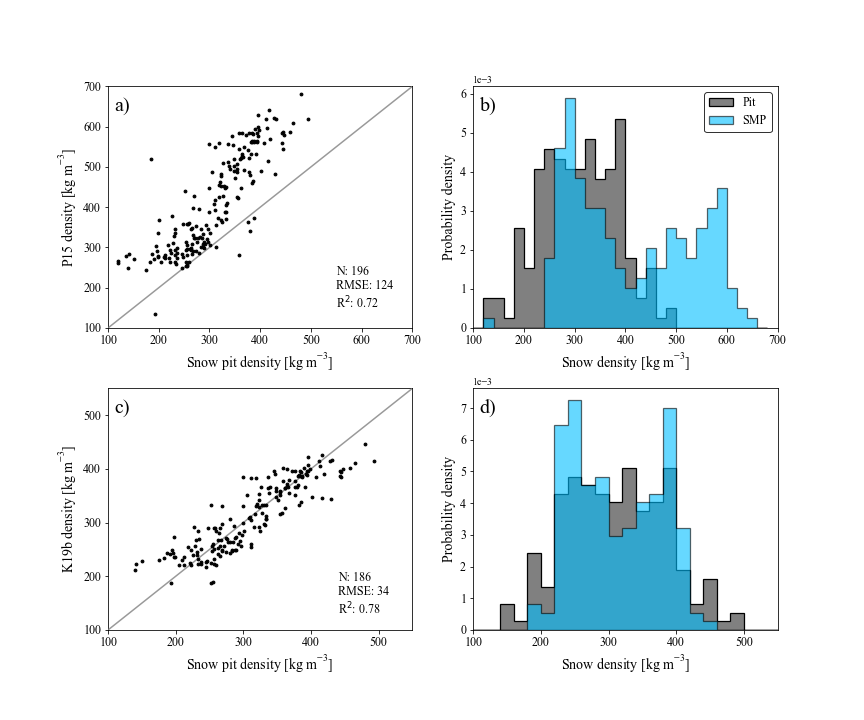 a)
700
600
500
400
300
200
100
P15 density [kg m⁻³]
N: 196
RMSE: 124
R²: 0.72
100 200 300 400 500 600 700
Snow pit density [kg m⁻³]
1e−3
b)
Pit
SMP
6
5
4
3
2
1
0
Probability density
100 200 300 400 500 600 700
Snow density [kg m⁻³]
c)
500
400
300
200
100
K19b density [kg m⁻³]
N: 186
RMSE: 34
R²: 0.78
100 200 300 400 500
Snow pit density [kg m⁻³]
1e−3
d)
7
6
5
4
3
2
1
0
Probability density
100 200 300 400 500
Snow density [kg m⁻³]